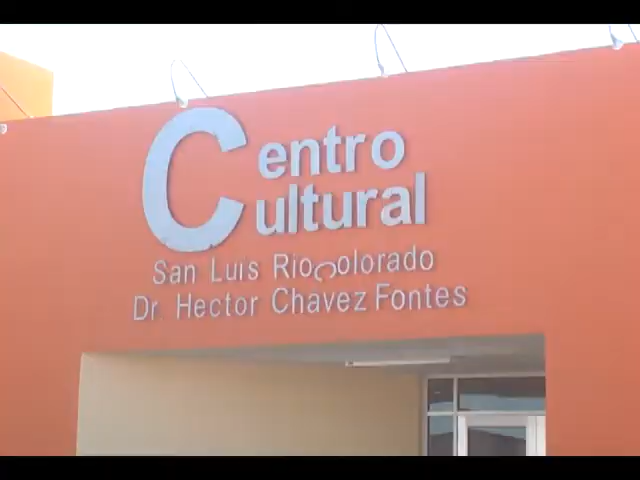 Centro
Cultural
San Luis Rio Colorado
Dr. Hector Chavez Fontes